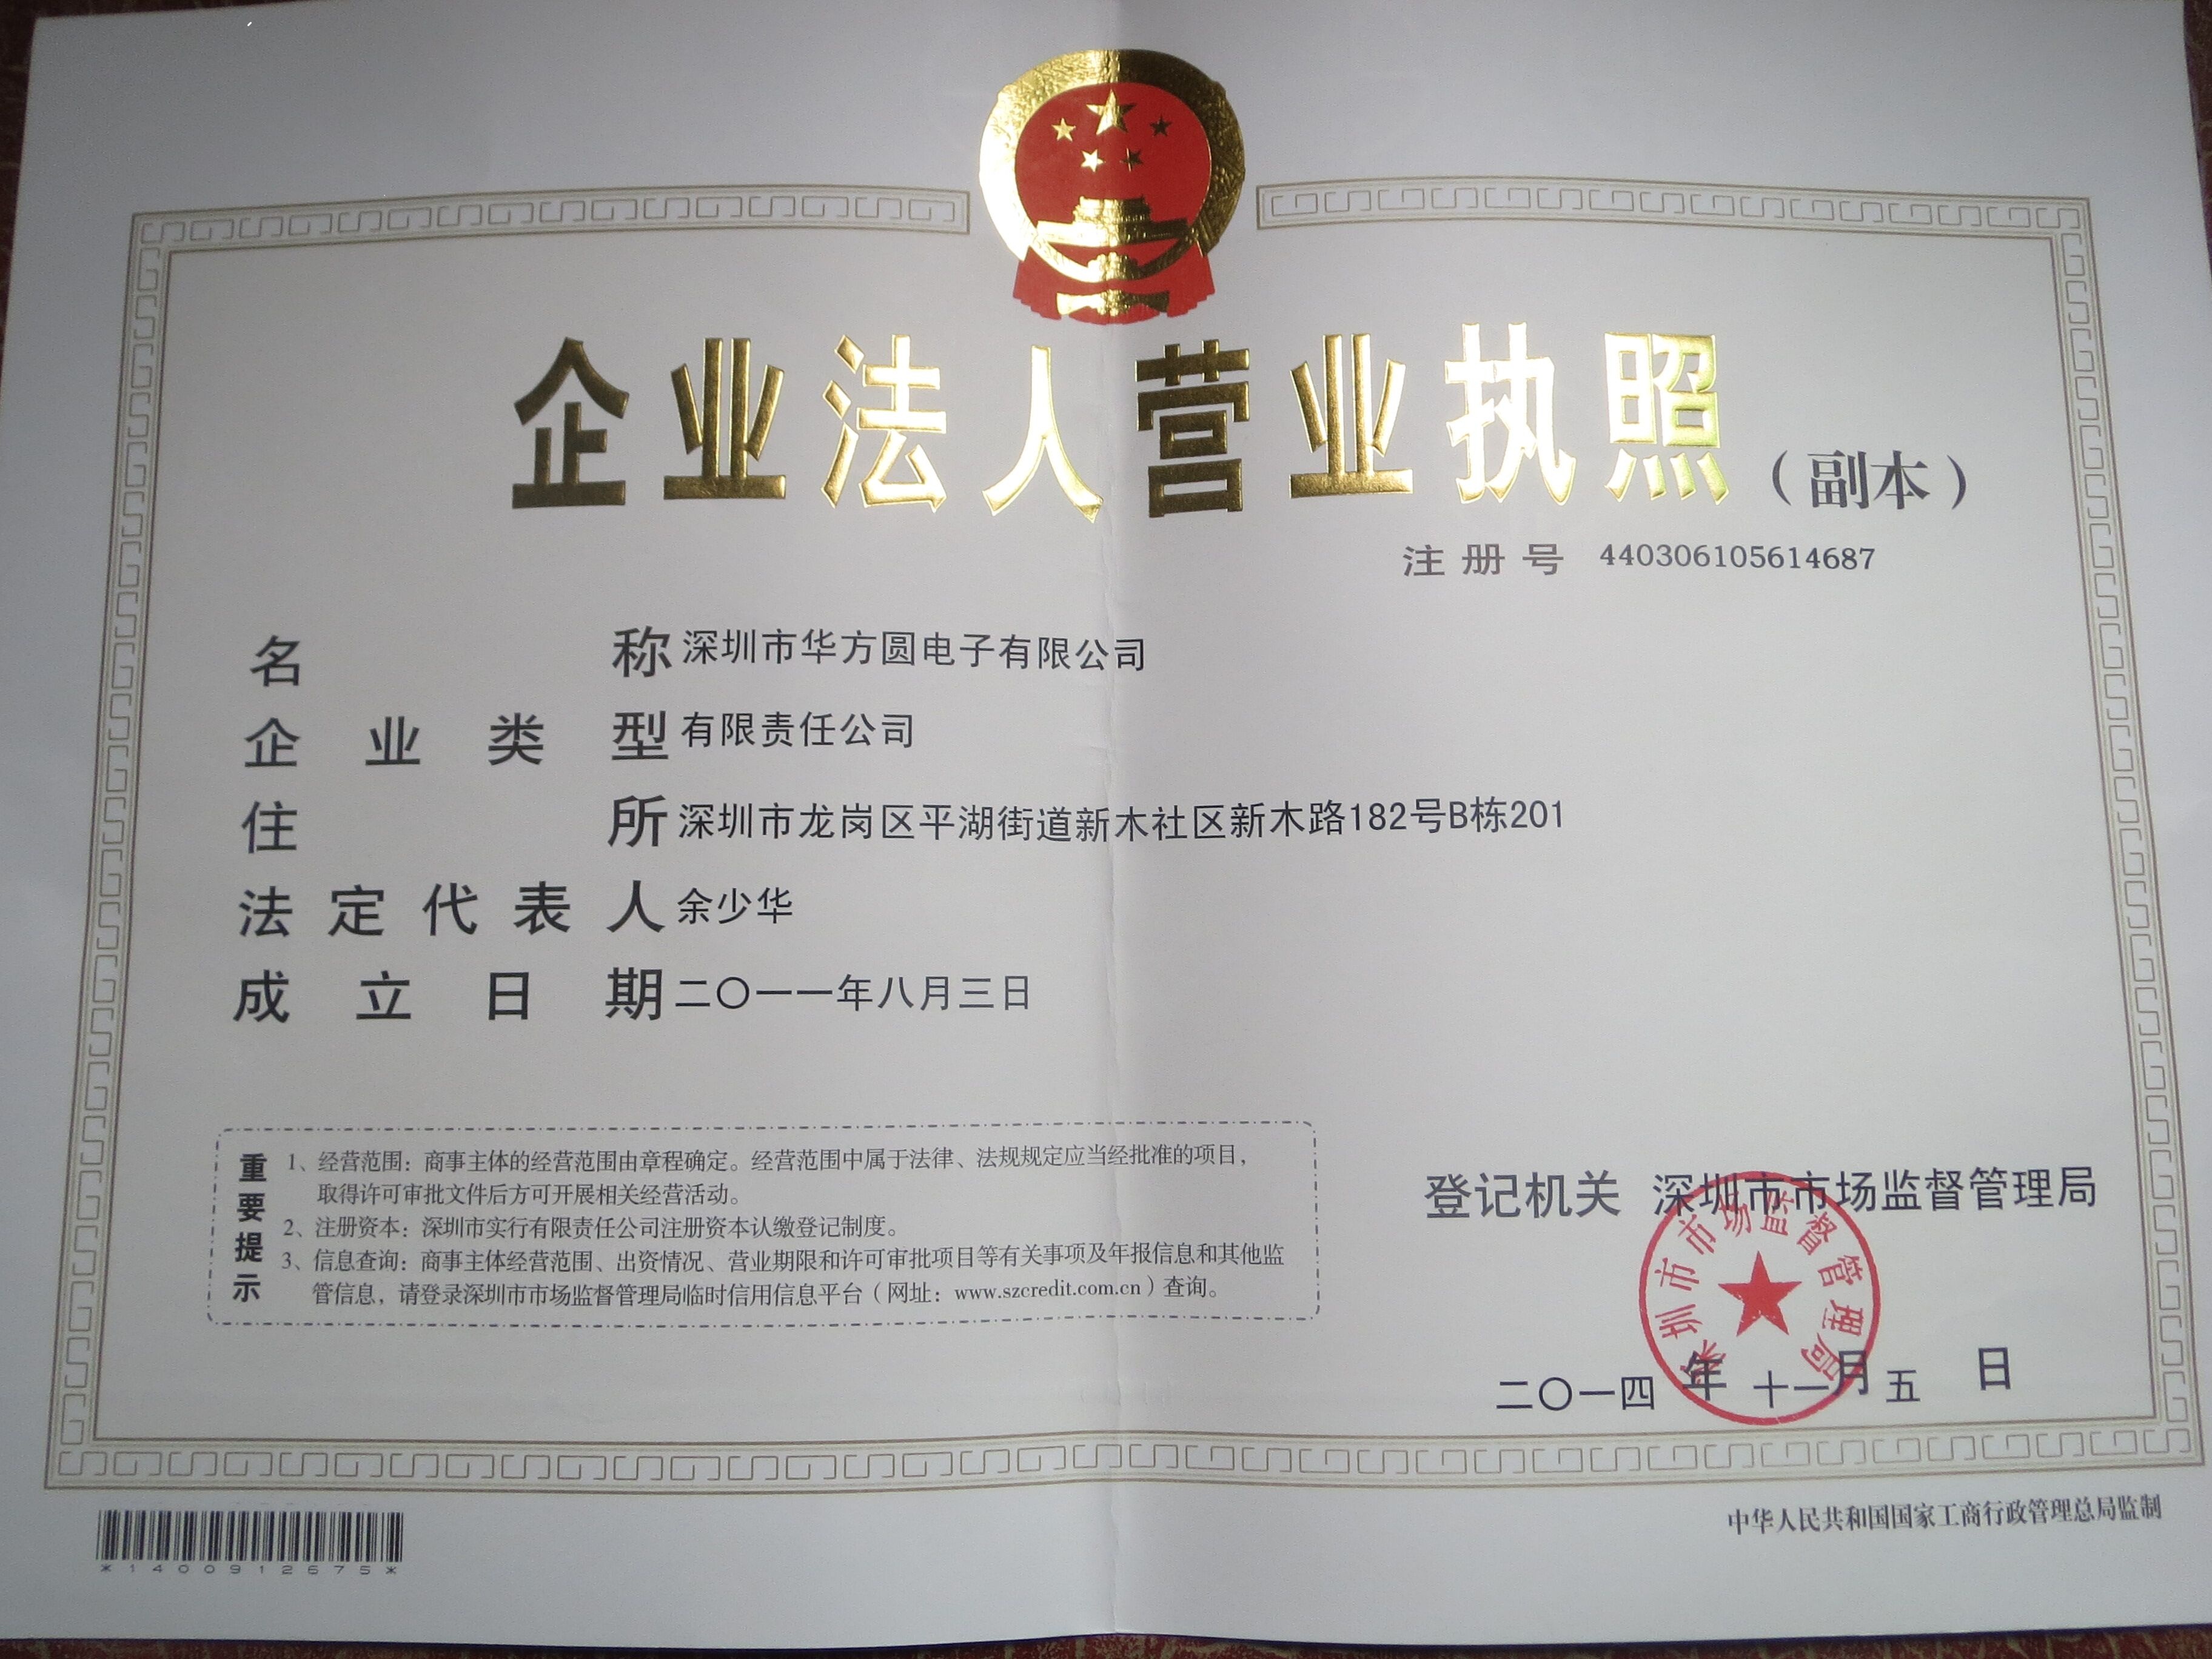 企业法人营业执照（副本）
注册号 440306105614687
名称 深圳市华方圆电子有限公司
企业类型 有限责任公司
住所 深圳市龙岗区平湖街道新木社区新木路182号B栋201
法定代表人 余少华
成立日期 二〇一一年八月三日
重要提示
1、经营范围：商事主体的经营范围由章程确定。经营范围中属于法律、法规规定应当经批准的项目，
取得许可审批文件后方可开展相关经营活动。
2、注册资本：深圳市实行有限责任公司注册资本认缴登记制度。
3、信息查询：商事主体经营范围、出资情况、营业期限和许可审批项目等有关事项及年报信息和其他监
管信息，请登录深圳市市场监督管理局临时信用信息平台（网址：www.szcredit.com.cn）查询。
登记机关 深圳市市场监督管理局
深圳市市场监督管理局
二〇一四年十一月五日
*1400912675*
中华人民共和国国家工商行政管理总局监制